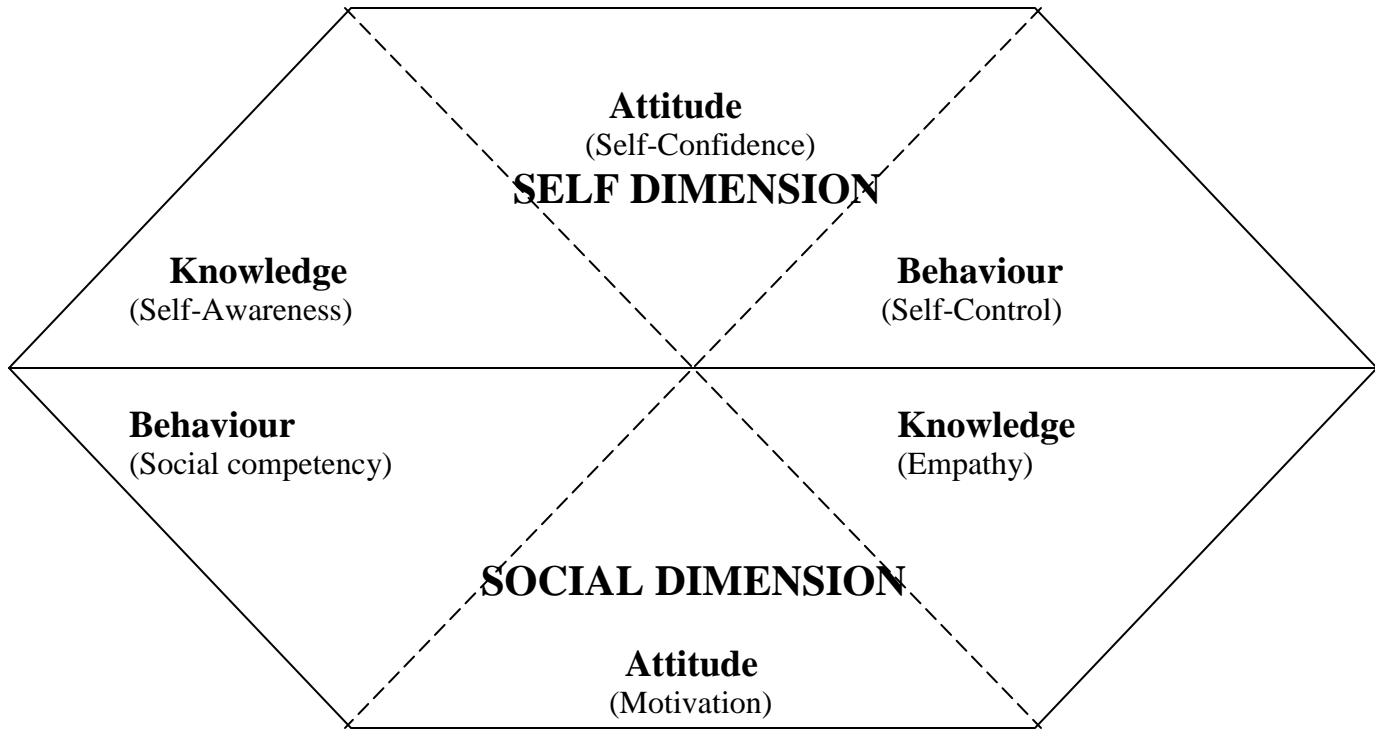 Attitude
(Self-Confidence)
SELF DIMENSION
Knowledge
(Self-Awareness)
Behaviour
(Self-Control)
Behaviour
(Social competency)
Knowledge
(Empathy)
SOCIAL DIMENSION
Attitude
(Motivation)